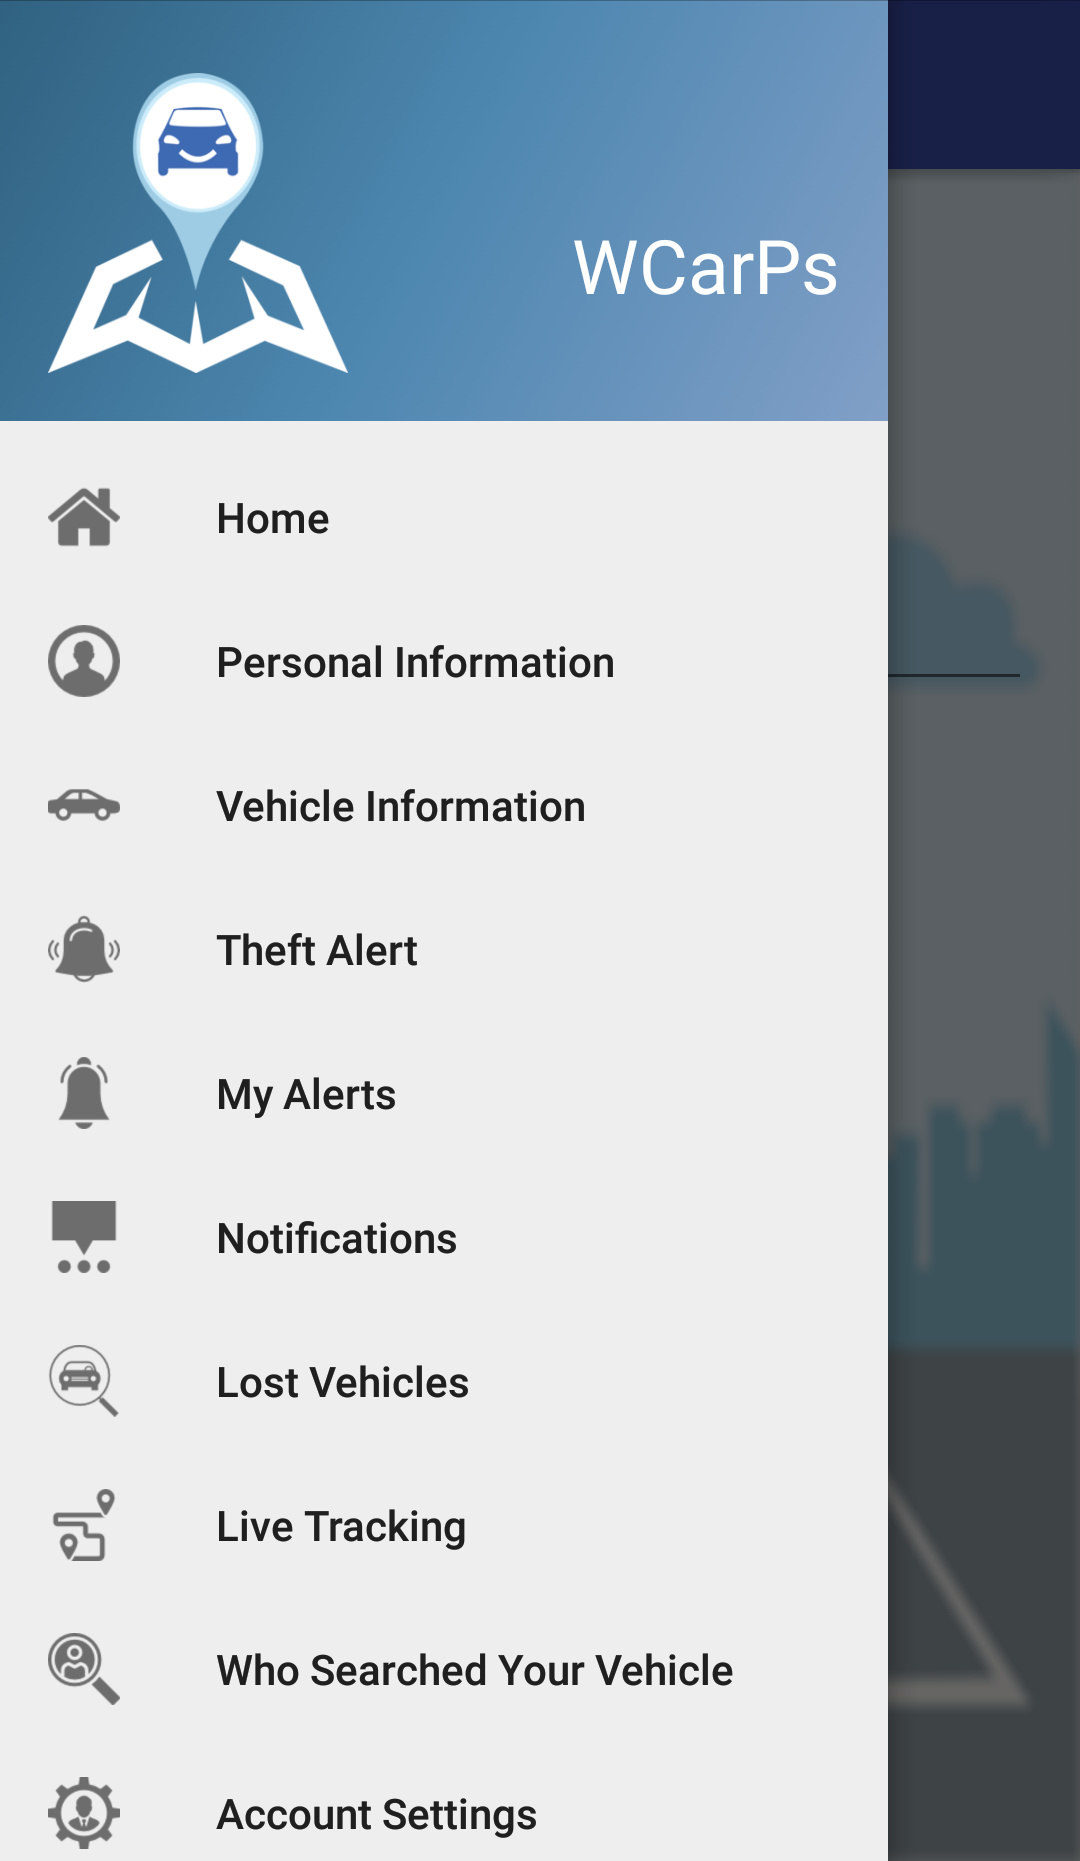 WCarPs
Home
Personal Information
Vehicle Information
Theft Alert
My Alerts
Notifications
Lost Vehicles
Live Tracking
Who Searched Your Vehicle
Account Settings